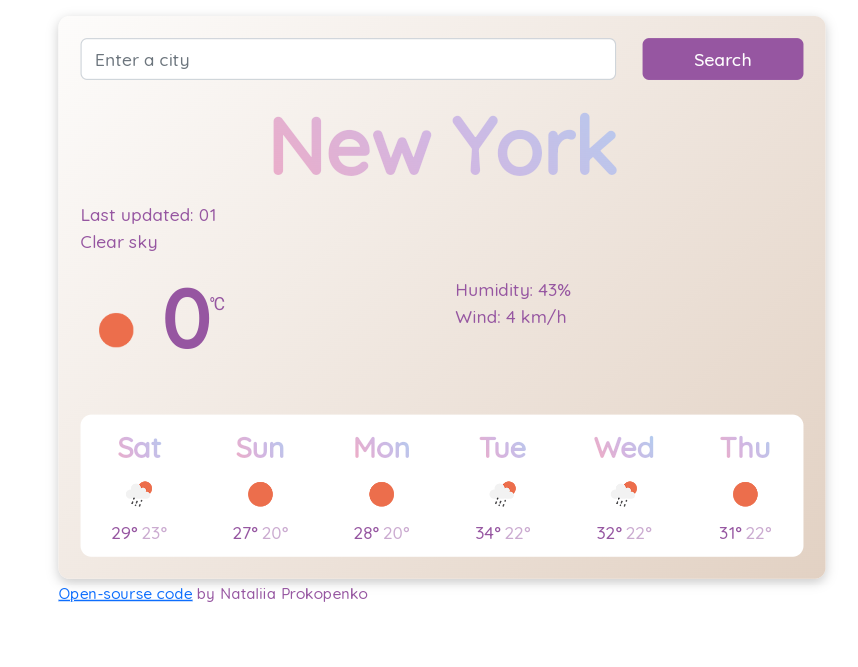 Enter a city
Search
New York
Last updated: 01
Clear sky
0 °C
Humidity: 43%
Wind: 4 km/h
Sat Sun Mon Tue Wed Thu
29° 23° 27° 20° 28° 20° 34° 22° 32° 22° 31° 22°
Open-sourse code by Nataliia Prokopenko